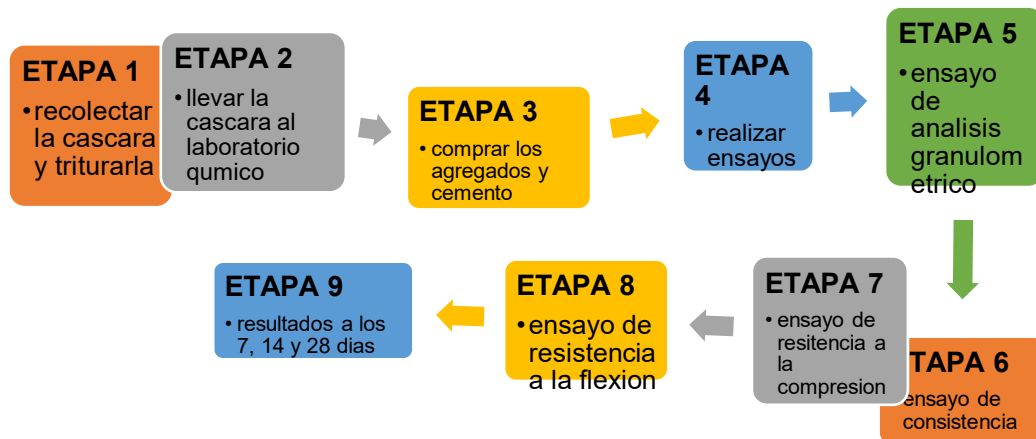 ETAPA 1
• recolectar
la cascara
y triturarla
ETAPA 2
• llevar la
cascara al
laboratorio
qumico
ETAPA 3
• comprar los
agregados y
cemento
ETAPA
4
• realizar
ensayos
ETAPA 5
• ensayo
de
analisis
granulom
etrico
TAPA 6
ensayo de
consistencia
ETAPA 7
• ensayo de
resitencia a
la
compresion
ETAPA 8
• ensayo de
resistencia
a la flexion
ETAPA 9
• resultados a los
7, 14 y 28 dias